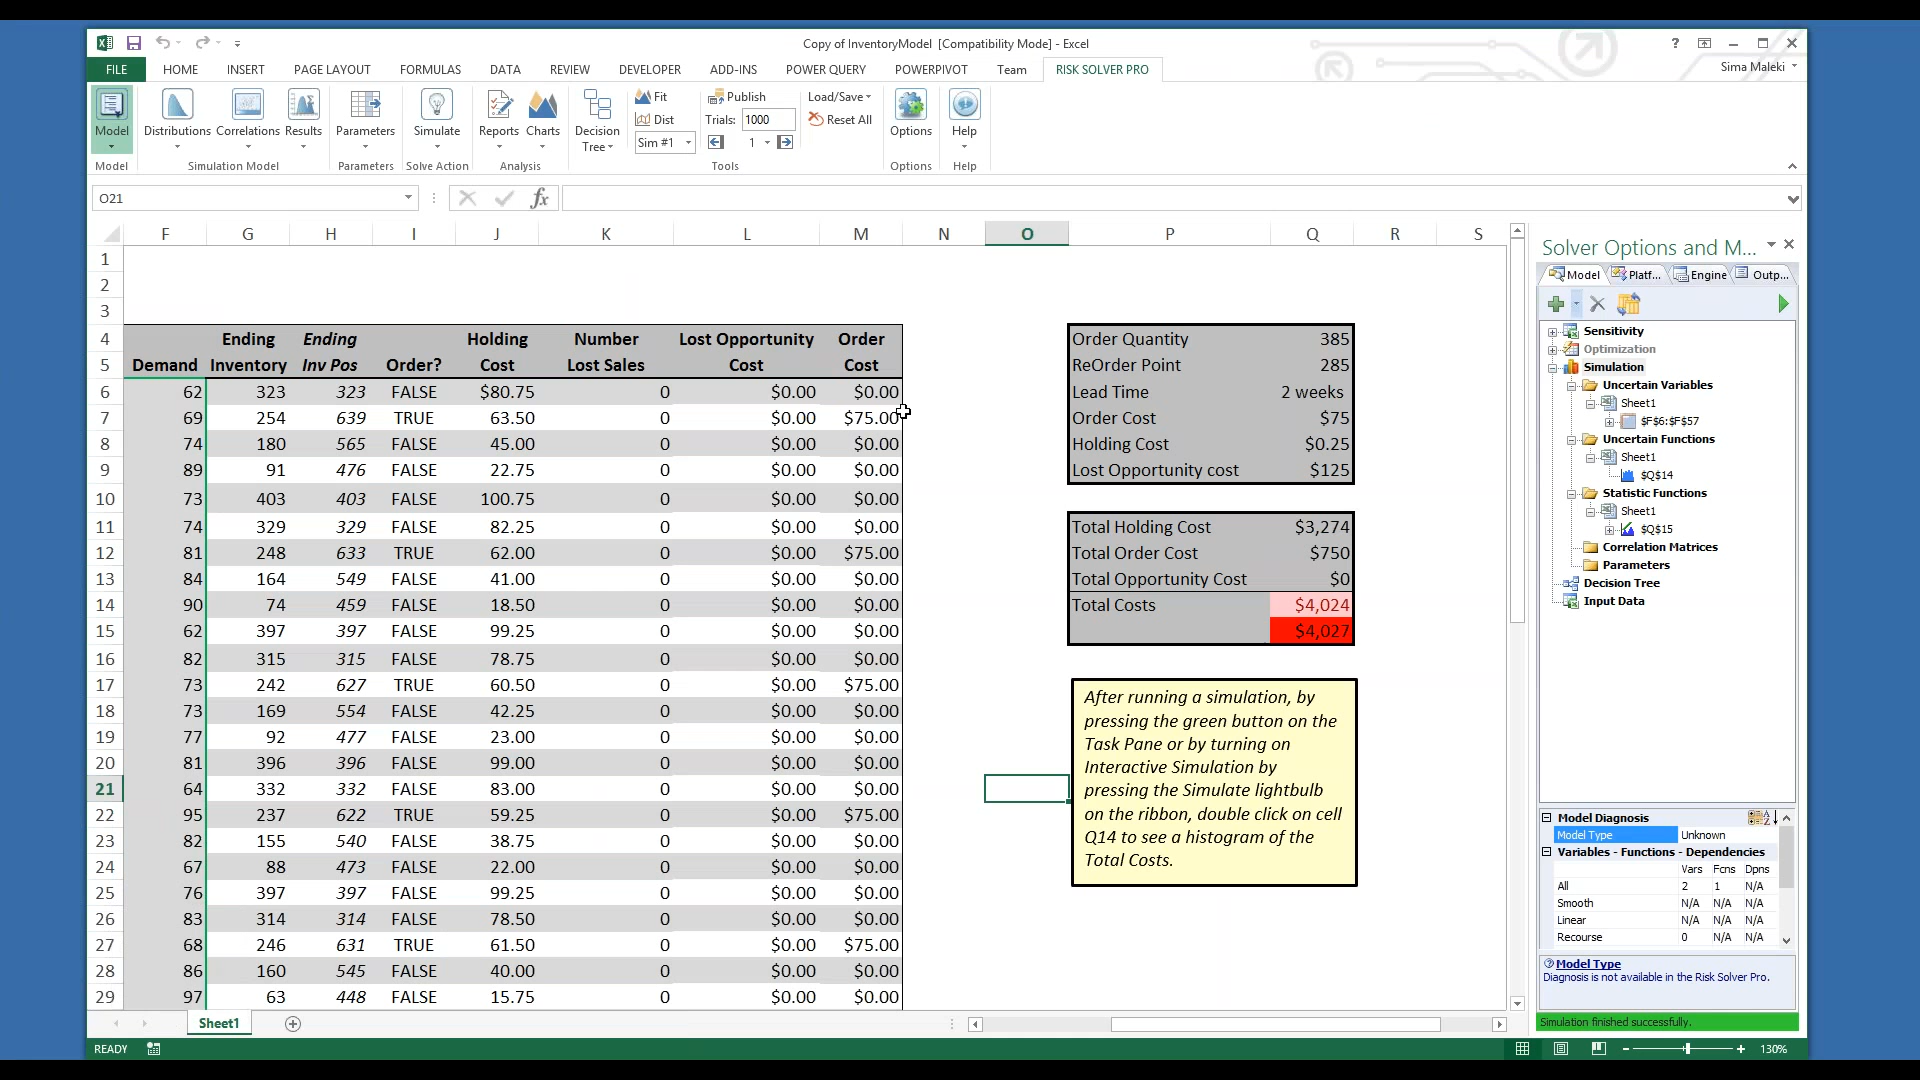 Copy of InventoryModel [Compatibility Mode] - Excel
?
FILE HOME INSERT PAGE LAYOUT FORMULAS DATA REVIEW VIEW DEVELOPER ADD-INS POWER QUERY POWERPIVOT Team RISK SOLVER PRO Sima Maleki
Model Distributions Correlations Results Parameters Simulate Reports Charts Decision Tree Options Help
Fit Publish Load/Save
Dist Trials: 1000 Reset All
Sim #1 1
Model Simulation Model Parameters Solve Action Analysis Tools Options Help
O21 fx
F G H I J K L M N O P Q R S
1
2
3
4 Ending Ending Holding Number Lost Opportunity Order Order Quantity 385
5 Demand Inventory Inv Pos Order? Cost Lost Sales Cost Cost ReOrder Point 285
6 62 323 323 FALSE $80.75 0 $0.00 $0.00 Lead Time 2 weeks
7 69 254 639 TRUE 63.50 0 $0.00 $75.00 Order Cost $75
8 74 180 565 FALSE 45.00 0 $0.00 $0.00 Holding Cost $0.25
9 89 91 476 FALSE 22.75 0 $0.00 $0.00 Lost Opportunity cost $125
10 73 403 403 FALSE 100.75 0 $0.00 $0.00
11 74 329 329 FALSE 82.25 0 $0.00 $0.00 Total Holding Cost $3,274
12 81 248 633 TRUE 62.00 0 $0.00 $75.00 Total Order Cost $750
13 84 164 549 FALSE 41.00 0 $0.00 $0.00 Total Opportunity Cost $0
14 90 74 459 FALSE 18.50 0 $0.00 $0.00 Total Costs $4,024
15 62 397 397 FALSE 99.25 0 $0.00 $0.00 $4,027
16 82 315 315 FALSE 78.75 0 $0.00 $0.00
17 73 242 627 TRUE 60.50 0 $0.00 $75.00
18 73 169 554 FALSE 42.25 0 $0.00 $0.00
19 77 92 477 FALSE 23.00 0 $0.00 $0.00
20 81 396 396 FALSE 99.00 0 $0.00 $0.00
21 64 332 332 FALSE 83.00 0 $0.00 $0.00
22 95 237 622 TRUE 59.25 0 $0.00 $75.00
23 82 155 540 FALSE 38.75 0 $0.00 $0.00
24 67 88 473 FALSE 22.00 0 $0.00 $0.00
25 76 397 397 FALSE 99.25 0 $0.00 $0.00
26 83 314 314 FALSE 78.50 0 $0.00 $0.00
27 68 246 631 TRUE 61.50 0 $0.00 $75.00
28 86 160 545 FALSE 40.00 0 $0.00 $0.00
29 97 63 448 FALSE 15.75 0 $0.00 $0.00
After running a simulation, by
pressing the green button on the
Task Pane or by turning on
Interactive Simulation by
pressing the Simulate lightbulb
on the ribbon, double click on cell
Q14 to see a histogram of the
Total Costs.
Solver Options and M...
Model Platf... Engine Outp...
Sensitivity
Optimization
Simulation
Uncertain Variables
Sheet1
$F$6:$F$57
Uncertain Functions
Sheet1
$Q$14
Statistic Functions
Sheet1
$Q$15
Correlation Matrices
Parameters
Decision Tree
Input Data
Model Diagnosis
Model Type Unknown
Variables - Functions - Dependencies
Vars Fcns Dpns
All 2 1 N/A
Smooth N/A N/A N/A
Linear N/A N/A N/A
Recourse 0 N/A N/A
Model Type
Diagnosis is not available in the Risk Solver Pro.
Simulation finished successfully.
Sheet1
READY 130%